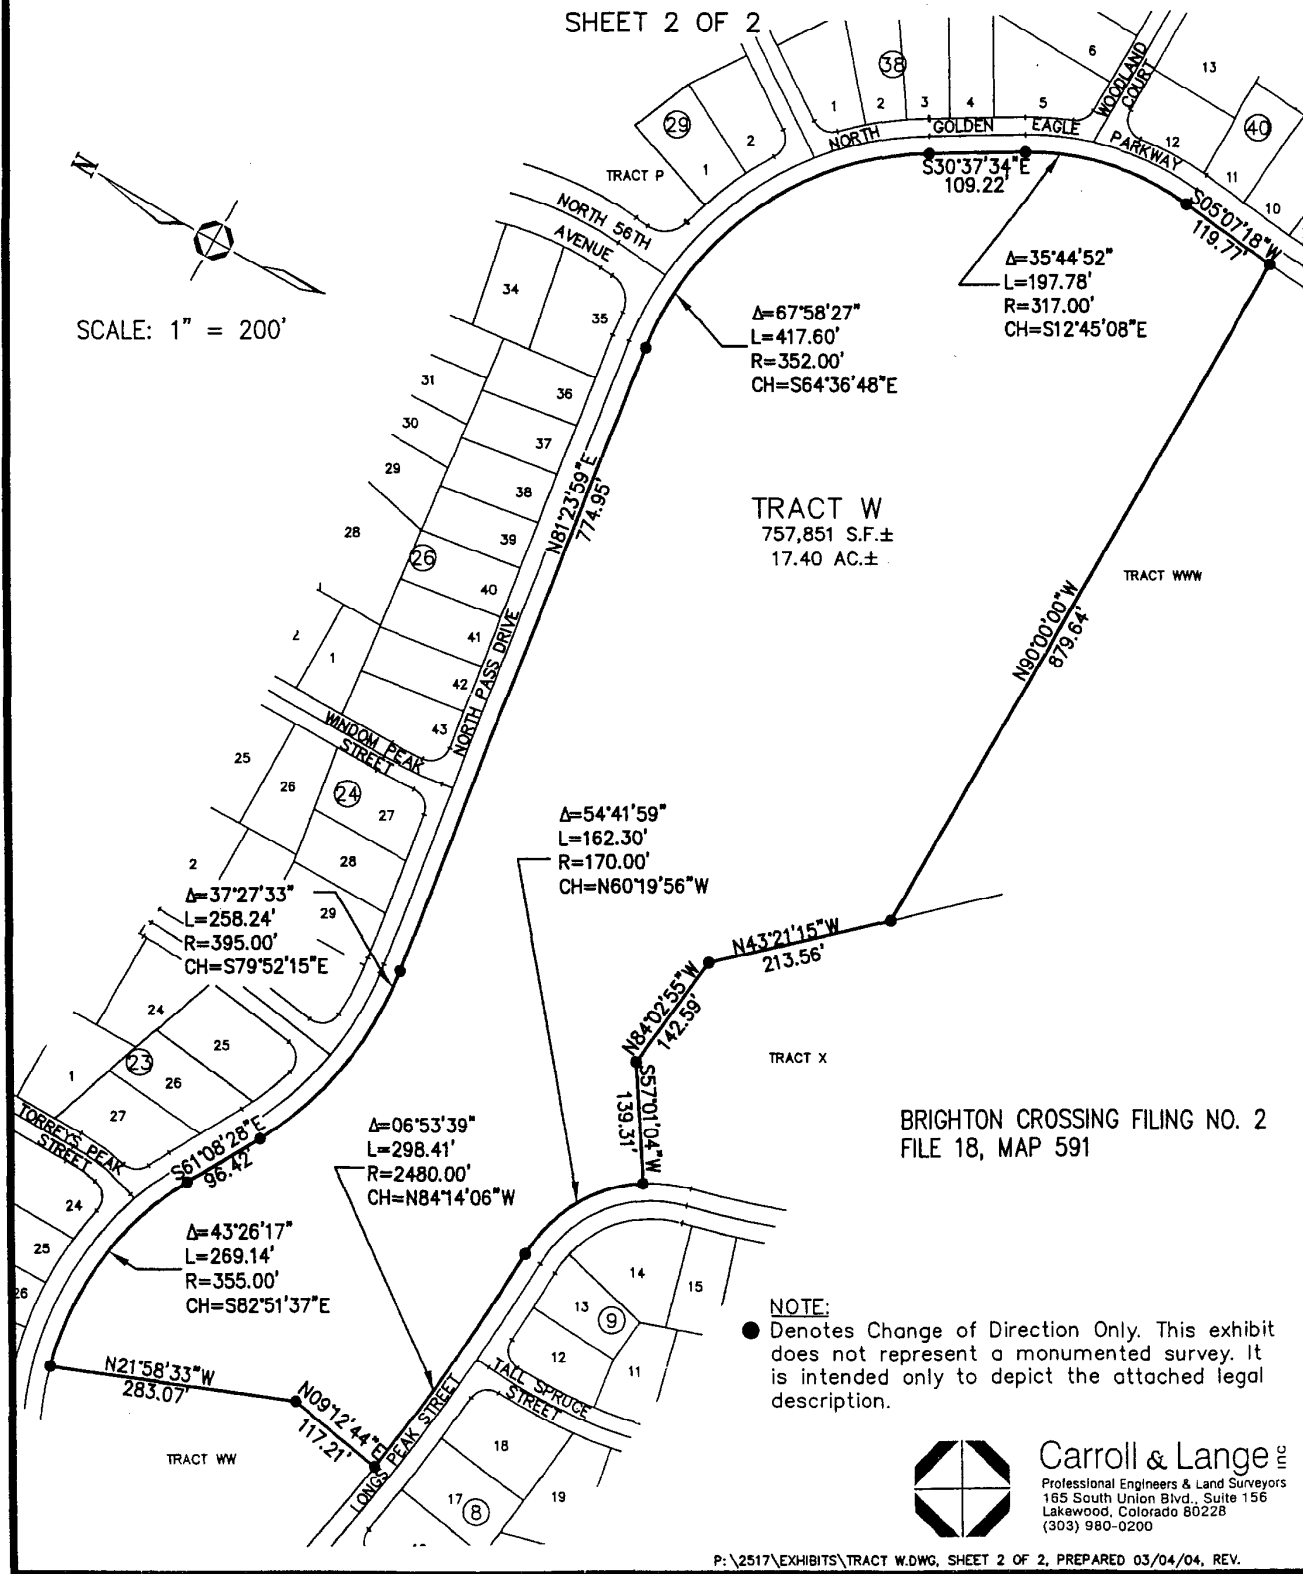 SHEET 2 OF 2
N
SCALE: 1" = 200'
29
38
40
1
2
1
2
3
4
5
6
13
12
11
10
WOODLAND
COURT
NORTH GOLDEN EAGLE PARKWAY
TRACT P
NORTH 56TH
AVENUE
S30°37'34"E
109.22'
S05°07'18"W
119.77'
Δ=35°44'52"
L=197.78'
R=317.00'
CH=S12°45'08"E
Δ=67°58'27"
L=417.60'
R=352.00'
CH=S64°36'48"E
34
35
31
36
30
37
29
38
28
39
26
40
41
42
43
2
1
N81°23'59"E
774.95'
NORTH PASS DRIVE
TRACT W
757,851 S.F.±
17.40 AC.±
TRACT WWW
N90°00'00"W
879.64'
WINDOM PEAK
STREET
25
26
24
27
28
2
29
Δ=54°41'59"
L=162.30'
R=170.00'
CH=N60°19'56"W
Δ=37°27'33"
L=258.24'
R=395.00'
CH=S79°52'15"E
N43°21'15"W
213.56'
N84°02'55"W
142.59'
S57°01'04"W
139.31'
TRACT X
24
25
23
26
1
27
TORREYS PEAK
STREET
S61°08'28"E
96.42'
Δ=06°53'39"
L=298.41'
R=2480.00'
CH=N84°14'06"W
BRIGHTON CROSSING FILING NO. 2
FILE 18, MAP 591
24
25
26
Δ=43°26'17"
L=269.14'
R=355.00'
CH=S82°51'37"E
14
15
13
9
12
11
N21°58'33"W
283.07'
N09°12'44"E
117.21'
TRACT WW
LONGS PEAK STREET
TALL SPRUCE
STREET
18
17
8
19
NOTE:
● Denotes Change of Direction Only. This exhibit
does not represent a monumented survey. It
is intended only to depict the attached legal
description.
Carroll & Lange inc
Professional Engineers & Land Surveyors
165 South Union Blvd., Suite 156
Lakewood, Colorado 80228
(303) 980-0200
P:\2517\EXHIBITS\TRACT W.DWG, SHEET 2 OF 2, PREPARED 03/04/04, REV.